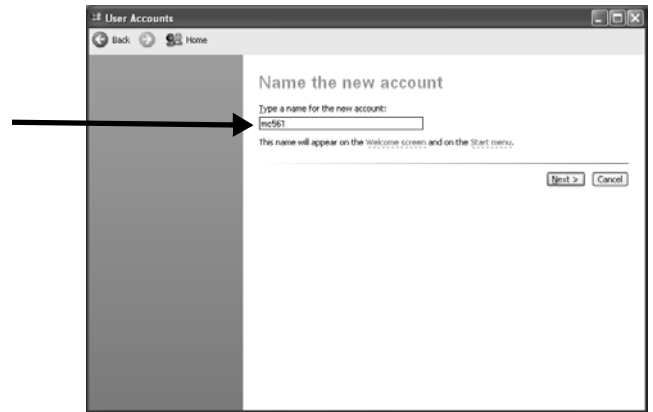 User Accounts
Back Home
Name the new account
Type a name for the new account:
mc561
This name will appear on the Welcome screen and on the Start menu.
Next > Cancel